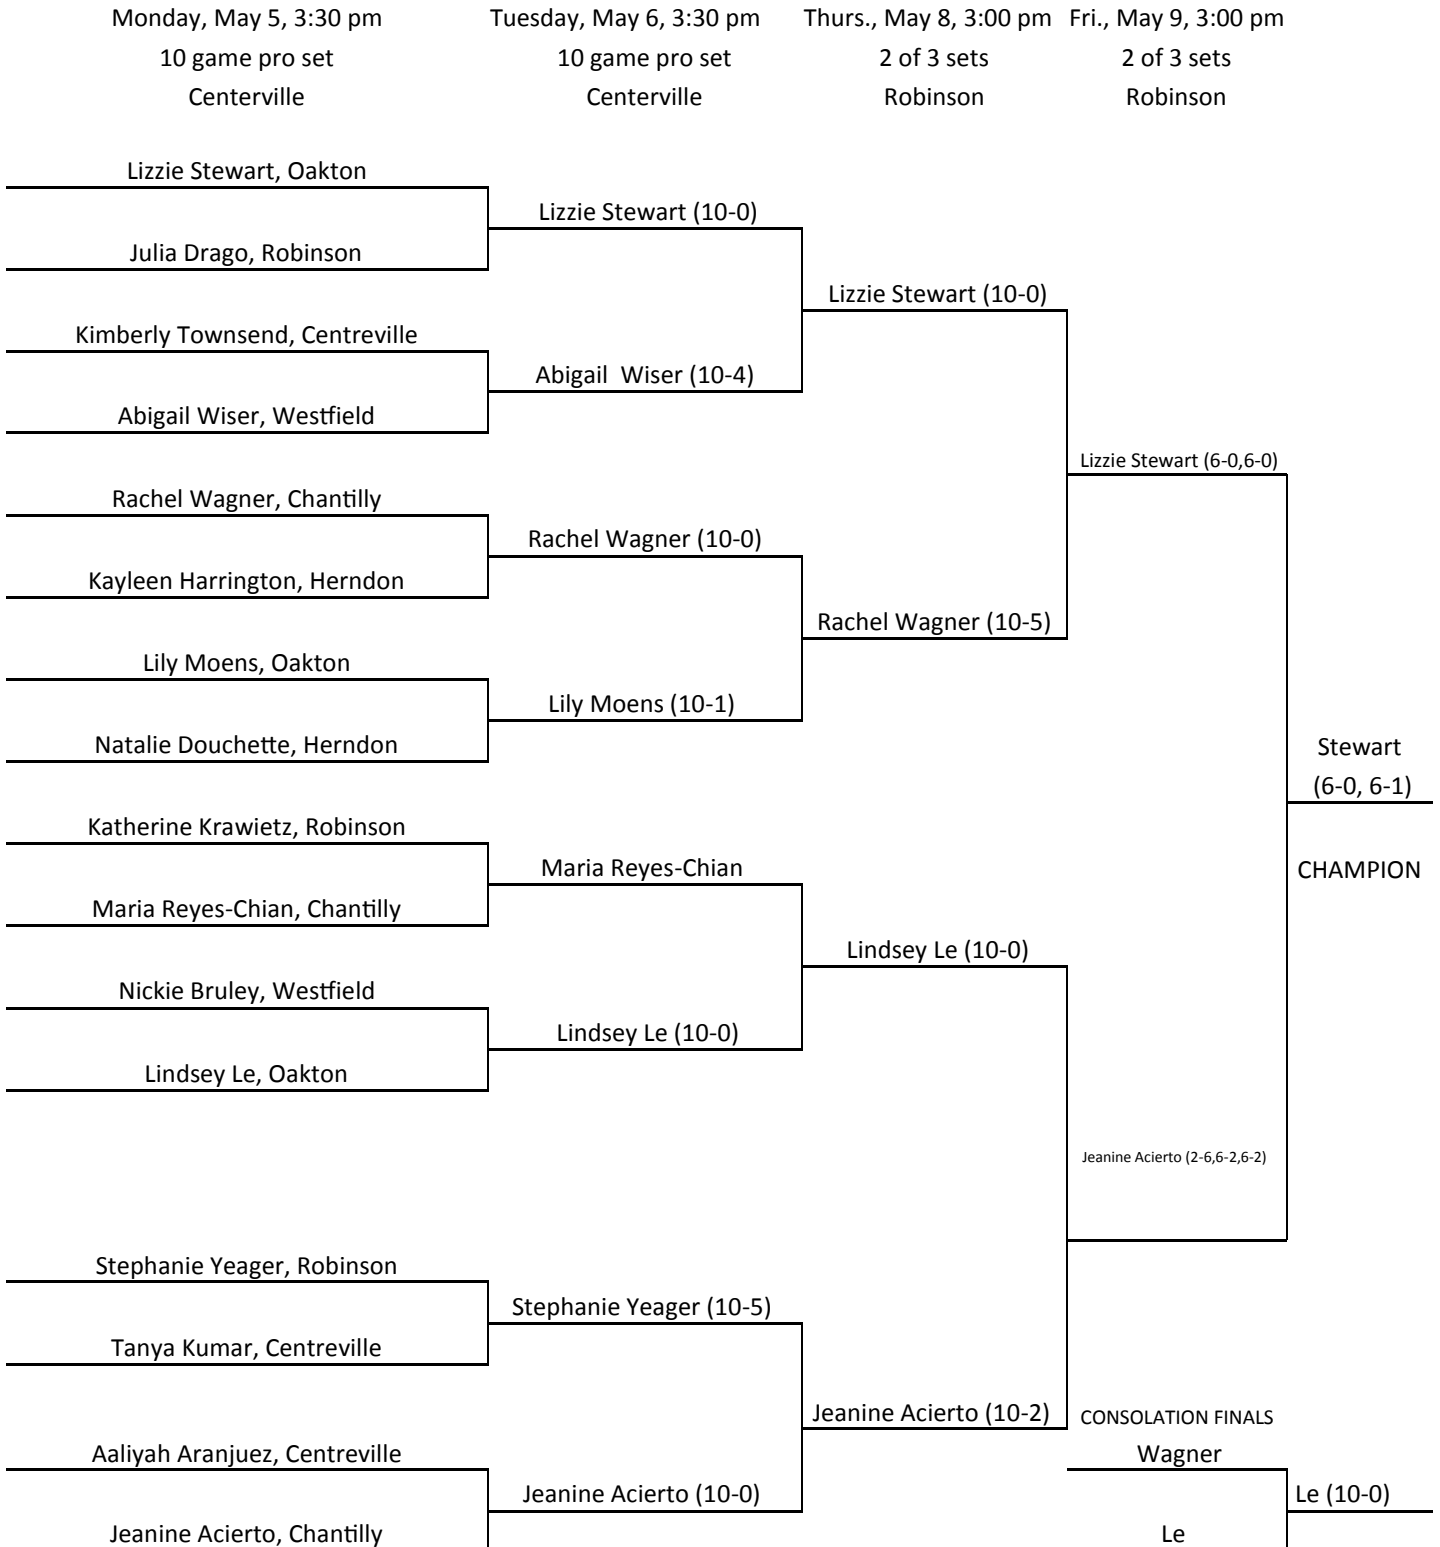 Monday, May 5, 3:30 pm
10 game pro set
Centerville
Tuesday, May 6, 3:30 pm
10 game pro set
Centerville
Thurs., May 8, 3:00 pm
2 of 3 sets
Robinson
Fri., May 9, 3:00 pm
2 of 3 sets
Robinson
Lizzie Stewart, Oakton
Julia Drago, Robinson
Kimberly Townsend, Centreville
Abigail Wiser, Westfield
Rachel Wagner, Chantilly
Kayleen Harrington, Herndon
Lily Moens, Oakton
Natalie Douchette, Herndon
Katherine Krawietz, Robinson
Maria Reyes-Chian, Chantilly
Nickie Bruley, Westfield
Lindsey Le, Oakton
Stephanie Yeager, Robinson
Tanya Kumar, Centreville
Aaliyah Aranjuez, Centreville
Jeanine Acierto, Chantilly
Lizzie Stewart (10-0)
Abigail  Wiser (10-4)
Rachel Wagner (10-0)
Lily Moens (10-1)
Maria Reyes-Chian
Lindsey Le (10-0)
Stephanie Yeager (10-5)
Jeanine Acierto (10-0)
Lizzie Stewart (10-0)
Rachel Wagner (10-5)
Lindsey Le (10-0)
Jeanine Acierto (10-2)
Lizzie Stewart (6-0,6-0)
Jeanine Acierto (2-6,6-2,6-2)
Stewart
(6-0, 6-1)
CHAMPION
CONSOLATION FINALS
Wagner
Le
Le (10-0)